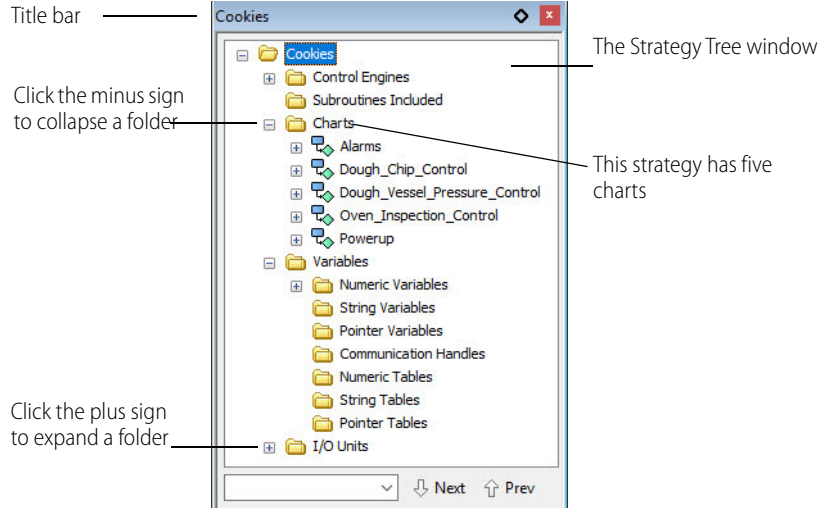 Title bar
Cookies
Cookies
The Strategy Tree window
Control Engines
Subroutines Included
Click the minus sign
to collapse a folder
Charts
Alarms
Dough_Chip_Control
Dough_Vessel_Pressure_Control
Oven_Inspection_Control
Powerup
This strategy has five
charts
Variables
Numeric Variables
String Variables
Pointer Variables
Communication Handles
Numeric Tables
String Tables
Pointer Tables
Click the plus sign
to expand a folder
I/O Units
Next
Prev